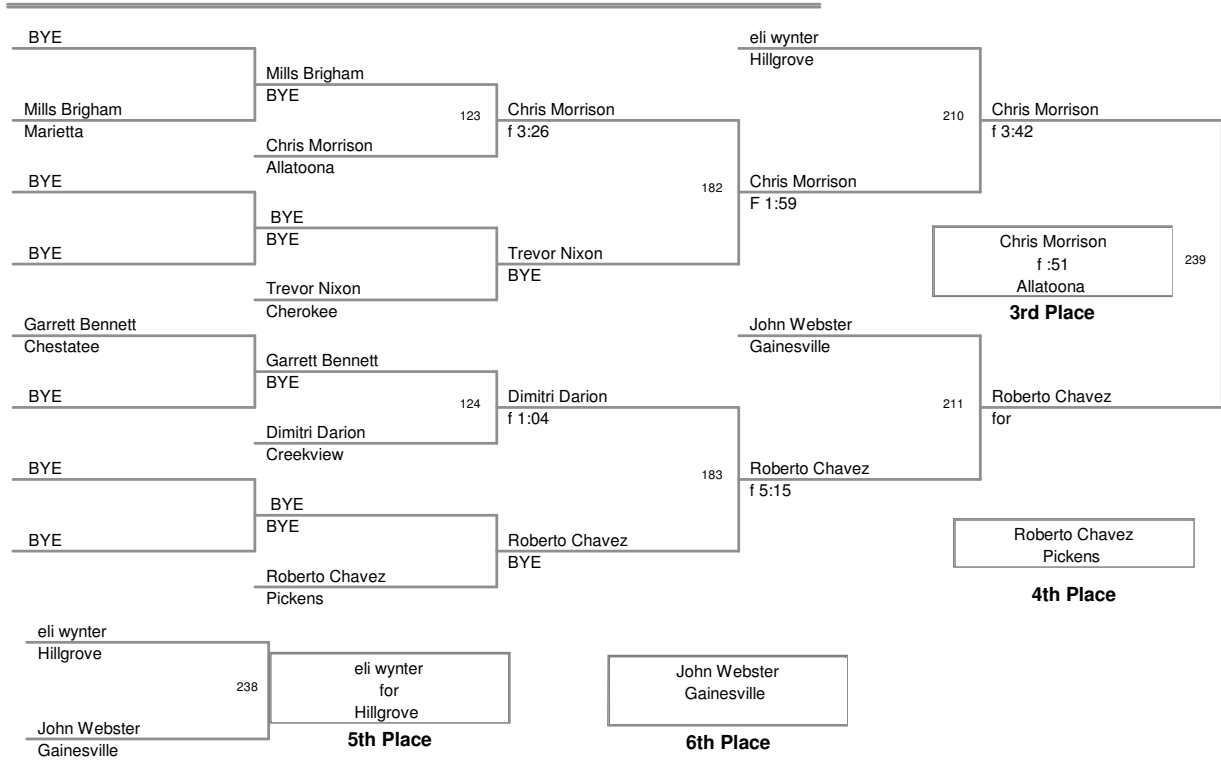 BYE
Mills Brigham
Marietta
BYE
BYE
Garrett Bennett
Chestatee
BYE
BYE
BYE
Mills Brigham
BYE
Chris Morrison
Allatoona
BYE
BYE
Trevor Nixon
Cherokee
Garrett Bennett
BYE
Dimitri Darion
Creekview
BYE
BYE
Roberto Chavez
Pickens
123
Chris Morrison
f 3:26
Trevor Nixon
BYE
124
Dimitri Darion
f 1:04
Roberto Chavez
BYE
eli wynter
Hillgrove
182
Chris Morrison
F 1:59
John Webster
Gainesville
183
Roberto Chavez
f 5:15
210
Chris Morrison
f 3:42
211
Roberto Chavez
for
Chris Morrison
f :51
Allatoona
239
3rd Place
Roberto Chavez
Pickens
4th Place
eli wynter
Hillgrove
238
John Webster
Gainesville
eli wynter
for
Hillgrove
5th Place
John Webster
Gainesville
6th Place